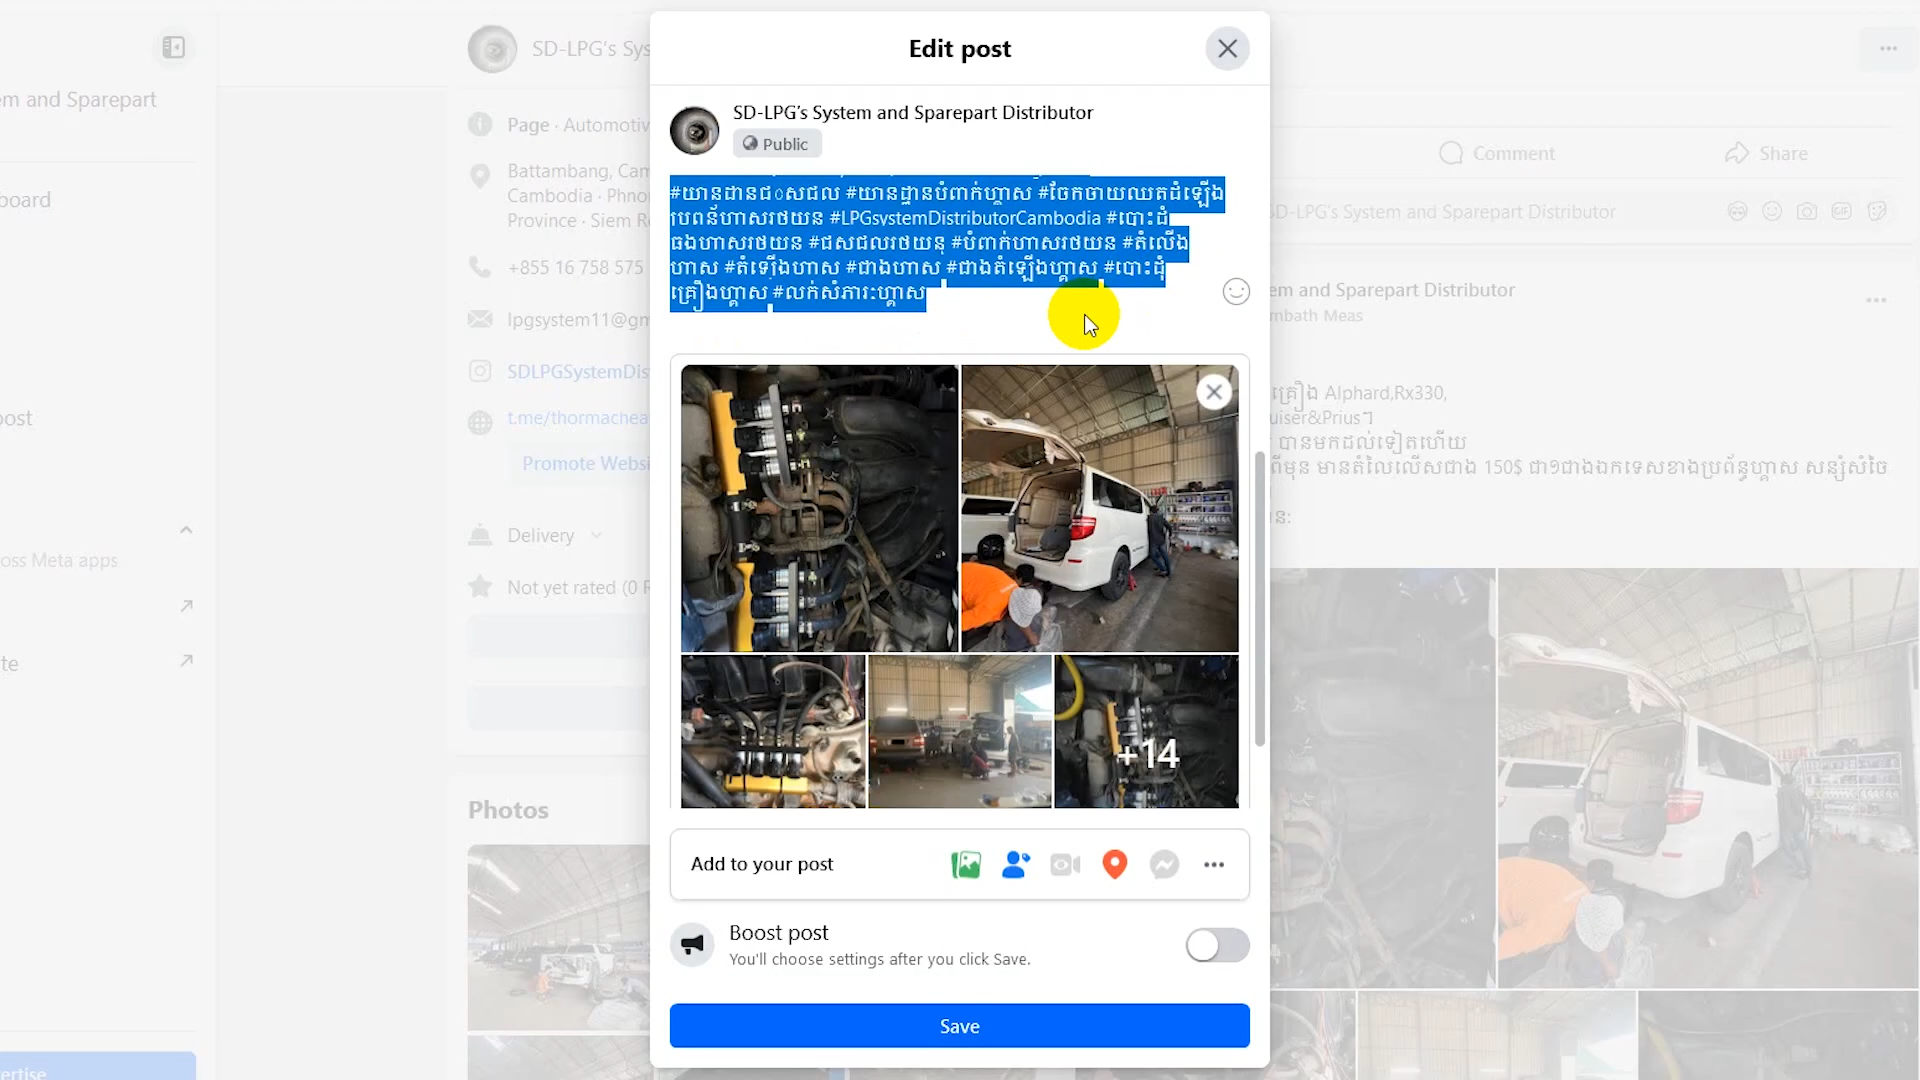 Edit post
SD-LPG's Sys
SD-LPG's System and Sparepart Distributor
Public
em and Sparepart
Page · Automotiv
Battambang, Cam
Cambodia · Phno
Province · Siem Re
board
+855 16 758 575
lpgsystem11@gm
SDLPGSystemDis
t.me/thormachea
Promote Websi
ost
Delivery
oss Meta apps
Not yet rated (0 R
te
Photos
ertise
#យានដានជ០សជល #យានដ្ឋានបំពាក់ហ្គាស #ចែកចាយឈុតដំឡើង
ប្រពន័ហាសរថយន #LPGsystemDistributorCambodia #បោះដំ
ធងហាសរថយន #ជសជលរថយនុ #បំពាក់ហាសរថយន #តំលើង
ហាស #តំឡេីងហាស #ជាងហាស #ជាងតំឡើងហ្គាស #បោះដុំ
គ្រឿងហ្គាស #លក់សំភារៈហ្គាស
+14
Add to your post
Boost post
You'll choose settings after you click Save.
Save
Comment
Share
SD-LPG's System and Sparepart Distributor
GIF
em and Sparepart Distributor
mbath Meas
គ្រឿង Alphard,Rx330,
uiser&Prius។
បានមកដល់ទៀតហើយ
ពីមុន មានតំលៃលើសជាង 150$ ជា១ជាងឯកទេសខាងប្រព័ន្ធហ្គាស សន្សំសំចៃ
ន: